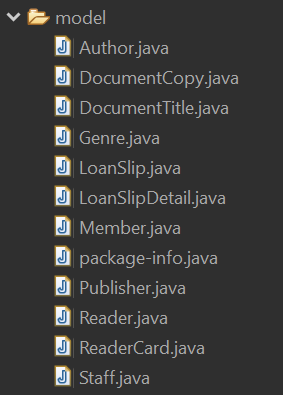 model
Author.java
DocumentCopy.java
DocumentTitle.java
Genre.java
LoanSlip.java
LoanSlipDetail.java
Member.java
package-info.java
Publisher.java
Reader.java
ReaderCard.java
Staff.java